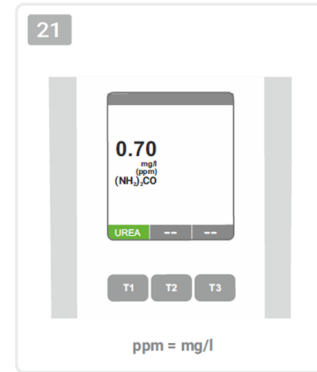 21
0.70
mg/l
(ppm)
(NH₂)₂CO
UREA -- --
T1 T2 T3
ppm = mg/l